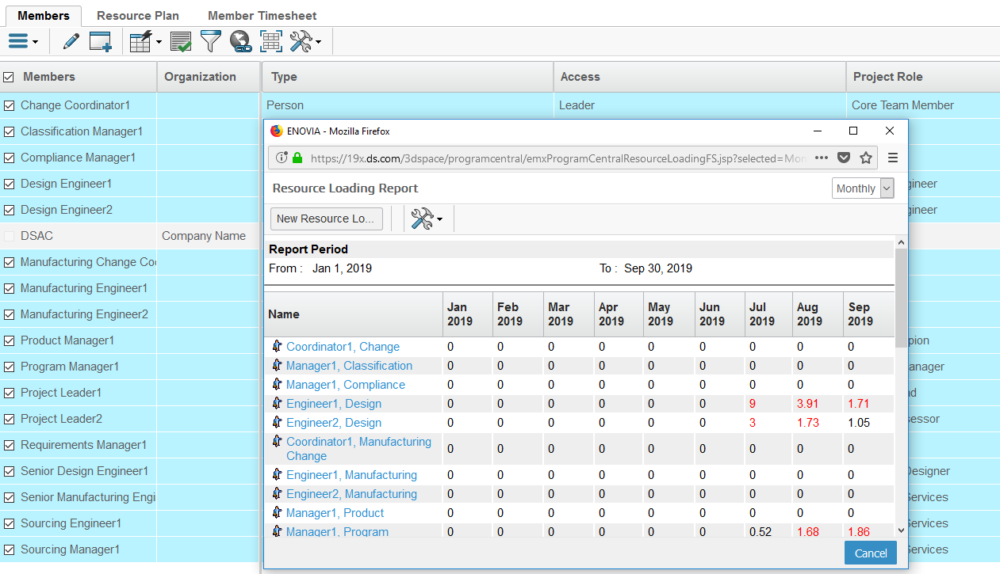 Members Resource Plan Member Timesheet
Members Organization Type Access Project Role
Change Coordinator1 Person Leader Core Team Member
Classification Manager1
Compliance Manager1
Design Engineer1
Design Engineer2
DSAC Company Name
Manufacturing Change
Manufacturing Engineer1
Manufacturing Engineer2
Product Manager1
Program Manager1
Project Leader1
Project Leader2
Requirements Manager1
Senior Design Engineer1
Senior Manufacturing
Sourcing Engineer1
Sourcing Manager1
ENOVIA - Mozilla Firefox
https://19x.ds.com/3dspace/programcentral/emxProgramCentralResourceLoadingFS.jsp?selected=Mon
Resource Loading Report Monthly
New Resource Lo...
Report Period
From : Jan 1, 2019 To : Sep 30, 2019
Name Jan 2019 Feb 2019 Mar 2019 Apr 2019 May 2019 Jun 2019 Jul 2019 Aug 2019 Sep 2019
Coordinator1, Change 0 0 0 0 0 0 0 0 0
Manager1, Classification 0 0 0 0 0 0 0 0 0
Manager1, Compliance 0 0 0 0 0 0 0 0 0
Engineer1, Design 0 0 0 0 0 0 9 3.91 1.71
Engineer2, Design 0 0 0 0 0 0 3 1.73 1.05
Coordinator1, Manufacturing
Change 0 0 0 0 0 0 0 0 0
Engineer1, Manufacturing 0 0 0 0 0 0 0 0 0
Engineer2, Manufacturing 0 0 0 0 0 0 0 0 0
Manager1, Product 0 0 0 0 0 0 0 0 0
Manager1, Program 0 0 0 0 0 0 0.52 1.68 1.86
Cancel
Designer
Services
Services
Services